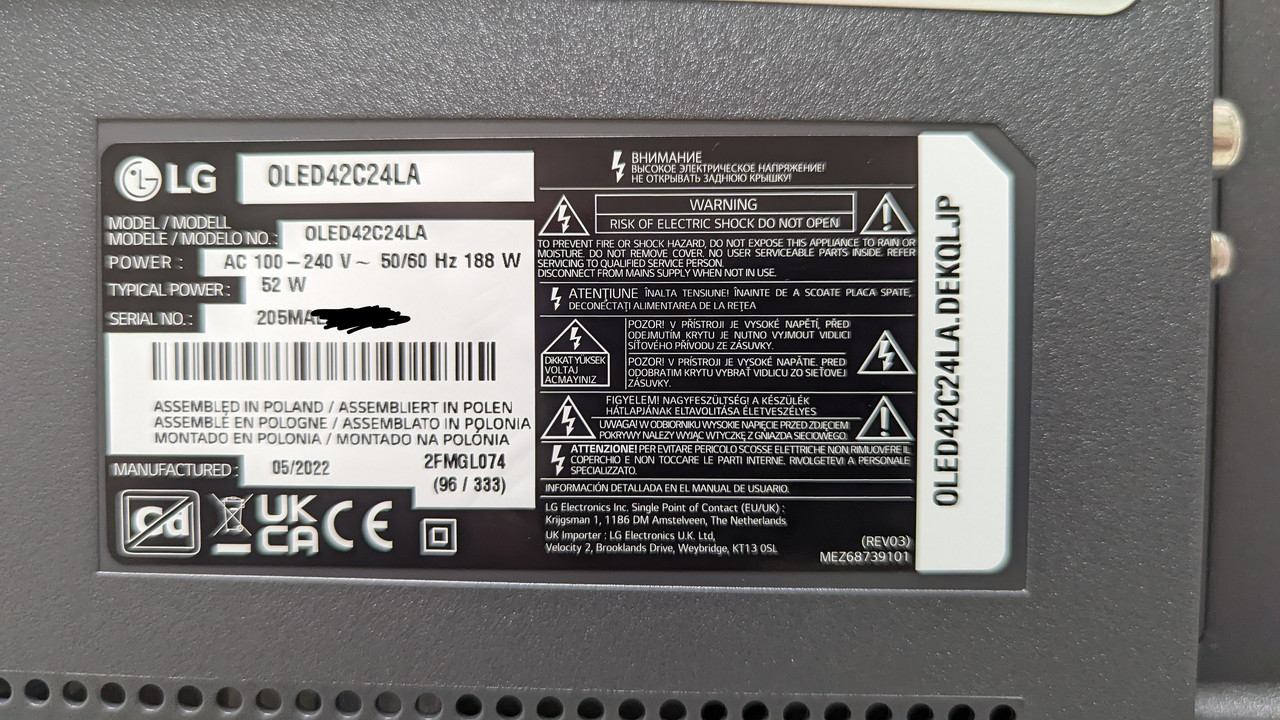 LG
OLED42C24LA
MODEL / MODELL
MODELE / MODELO NO. :
OLED42C24LA
POWER :
AC 100 – 240 V ~ 50/60 Hz 188 W
TYPICAL POWER :
52 W
SERIAL NO. :
205MA
ASSEMBLED IN POLAND / ASSEMBLIERT IN POLEN
ASSEMBLÉ EN POLOGNE / ASSEMBLATO IN POLONIA
MONTADO EN POLONIA / MONTADO NA POLÓNIA
MANUFACTURED :
05/2022
2FMGL074
(96 / 333)
Cd
UK
CA
CE
ВНИМАНИЕ
ВЫСОКОЕ ЭЛЕКТРИЧЕСКОЕ НАПРЯЖЕНИЕ!
НЕ ОТКРЫВАТЬ ЗАДНЮЮ КРЫШКУ!
WARNING
RISK OF ELECTRIC SHOCK DO NOT OPEN
TO PREVENT FIRE OR SHOCK HAZARD, DO NOT EXPOSE THIS APPLIANCE TO RAIN OR
MOISTURE. DO NOT REMOVE COVER. NO USER SERVICEABLE PARTS INSIDE. REFER
SERVICING TO QUALIFIED SERVICE PERSON.
DISCONNECT FROM MAINS SUPPLY WHEN NOT IN USE.
ATENŢIUNE ÎNALTA TENSIUNE! ÎNAINTE DE A SCOATE PLACA SPATE,
DECONECTAŢI ALIMENTAREA DE LA REŢEA
DIKKAT YÜKSEK
VOLTAJ
ACMAYINIZ
POZOR! V PŘÍSTROJI JE VYSOKÉ NAPĚTÍ, PŘED
ODEJMUTÍM KRYTU JE NUTNO VYJMOUT VIDLICI
SÍŤOVÉHO PŘÍVODU ZE ZÁSUVKY.
POZOR! V PRÍSTROJI JE VYSOKÉ NAPÄTIE. PRED
ODOBRATIM KRYTU VYBRAŤ VIDLICU ZO SIEŤOVEJ
ZÁSUVKY.
FIGYELEM! NAGYFESZÜLTSÉG! A KÉSZÜLÉK
HÁTLAPJÁNAK ELTAVOLITÁSA ÉLETVESZÉLYES.
UWAGA! W ODBIORNIKU WYSOKIE NAPIĘCIE PRZED ZDJĘCIEM
POKRYWY NALEŻY WYJĄĆ WTYCZKĘ Z GNIAZDA SIECIOWEGO.
ATTENZIONE! PER EVITARE PERICOLO SCOSSE ELETTRICHE NON RIMUOVERE IL
COPERCHIO E NON TOCCARE LE PARTI INTERNE. RIVOLGETEVI A PERSONALE
SPECIALIZZATO.
INFORMACIÓN DETALLADA EN EL MANUAL DE USUARIO.
LG Electronics Inc. Single Point of Contact (EU/UK) :
Krijgsman 1, 1186 DM Amstelveen, The Netherlands
UK Importer : LG Electronics U.K. Ltd,
Velocity 2, Brooklands Drive, Weybridge, KT13 0SL
(REV03)
MEZ68739101
OLED42C24LA.DEKQLJP